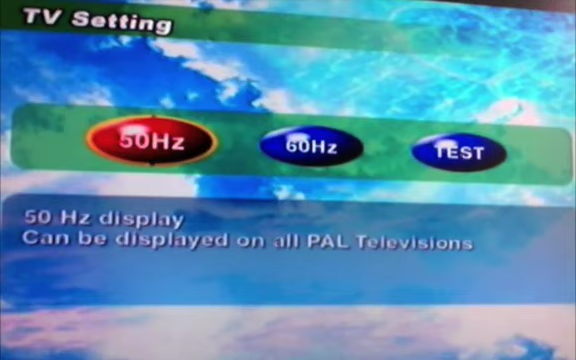 TV Setting
50Hz
60Hz
TEST
50 Hz display
Can be displayed on all PAL Televisions